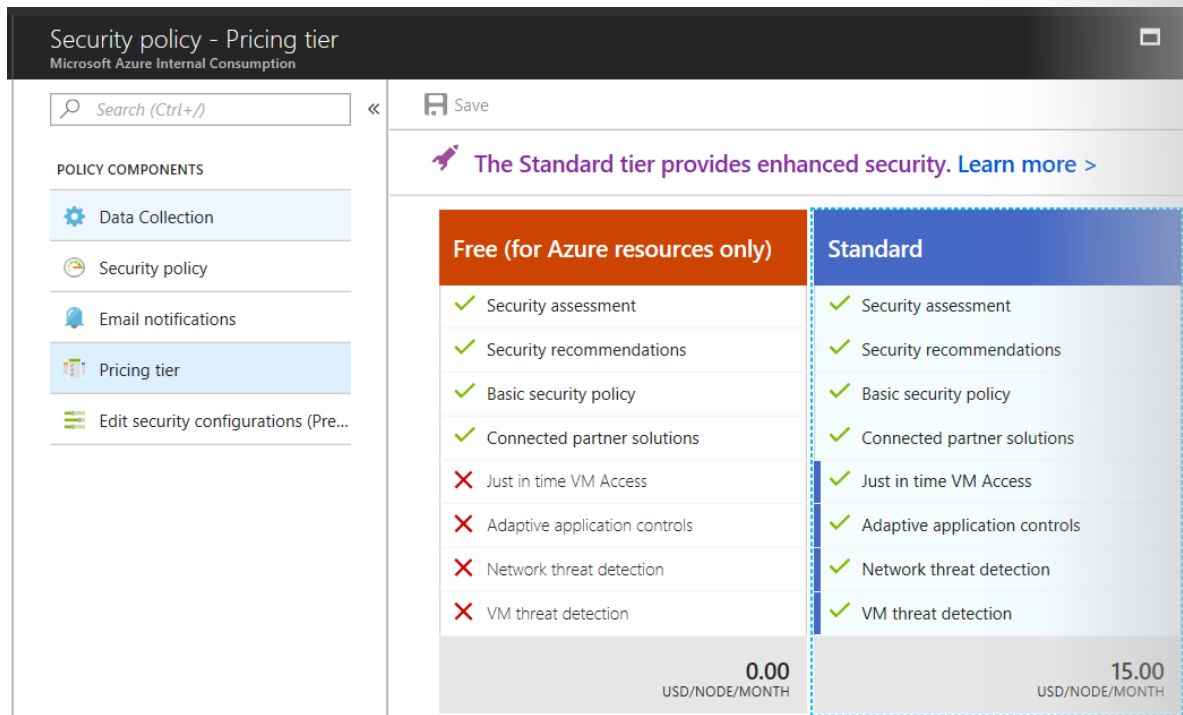 Security policy - Pricing tier
Microsoft Azure Internal Consumption
Search (Ctrl+/)
«
POLICY COMPONENTS
Data Collection
Security policy
Email notifications
Pricing tier
Edit security configurations (Pre...
Save
The Standard tier provides enhanced security. Learn more >
Free (for Azure resources only)
Security assessment
Security recommendations
Basic security policy
Connected partner solutions
Just in time VM Access
Adaptive application controls
Network threat detection
VM threat detection
0.00
USD/NODE/MONTH
Standard
Security assessment
Security recommendations
Basic security policy
Connected partner solutions
Just in time VM Access
Adaptive application controls
Network threat detection
VM threat detection
15.00
USD/NODE/MONTH